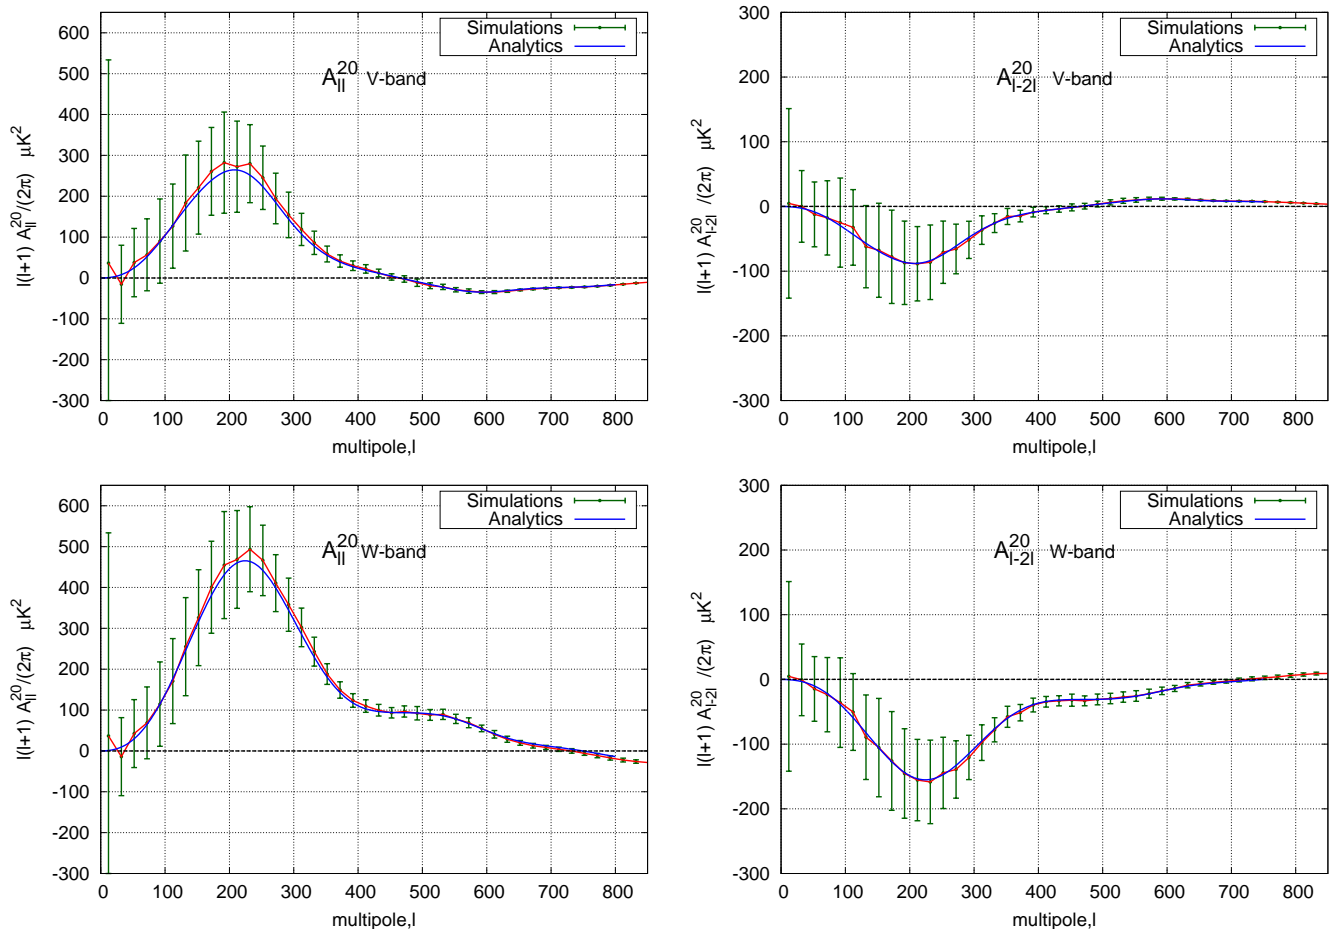 600
500
400
300
200
100
0
-100
-200
-300
0 100 200 300 400 500 600 700 800
l(l+1) A_ll^20/(2π) μK^2
multipole,l
Simulations
Analytics
A_ll^20 V-band
300
200
100
0
-100
-200
-300
0 100 200 300 400 500 600 700 800
l(l+1) A_l-2l^20 /(2π) μK^2
multipole,l
Simulations
Analytics
A_l-2l^20 V-band
600
500
400
300
200
100
0
-100
-200
-300
0 100 200 300 400 500 600 700 800
l(l+1) A_ll^20/(2π) μK^2
multipole,l
Simulations
Analytics
A_ll^20 W-band
300
200
100
0
-100
-200
-300
0 100 200 300 400 500 600 700 800
l(l+1) A_l-2l^20 /(2π) μK^2
multipole,l
Simulations
Analytics
A_l-2l^20 W-band